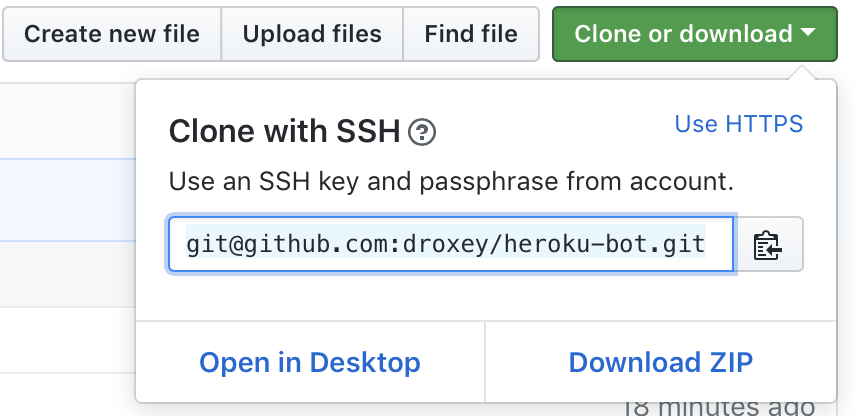 Create new file Upload files Find file Clone or download
Clone with SSH ? Use HTTPS
Use an SSH key and passphrase from account.
git@github.com:droxey/heroku-bot.git
Open in Desktop Download ZIP
18 minutes ago